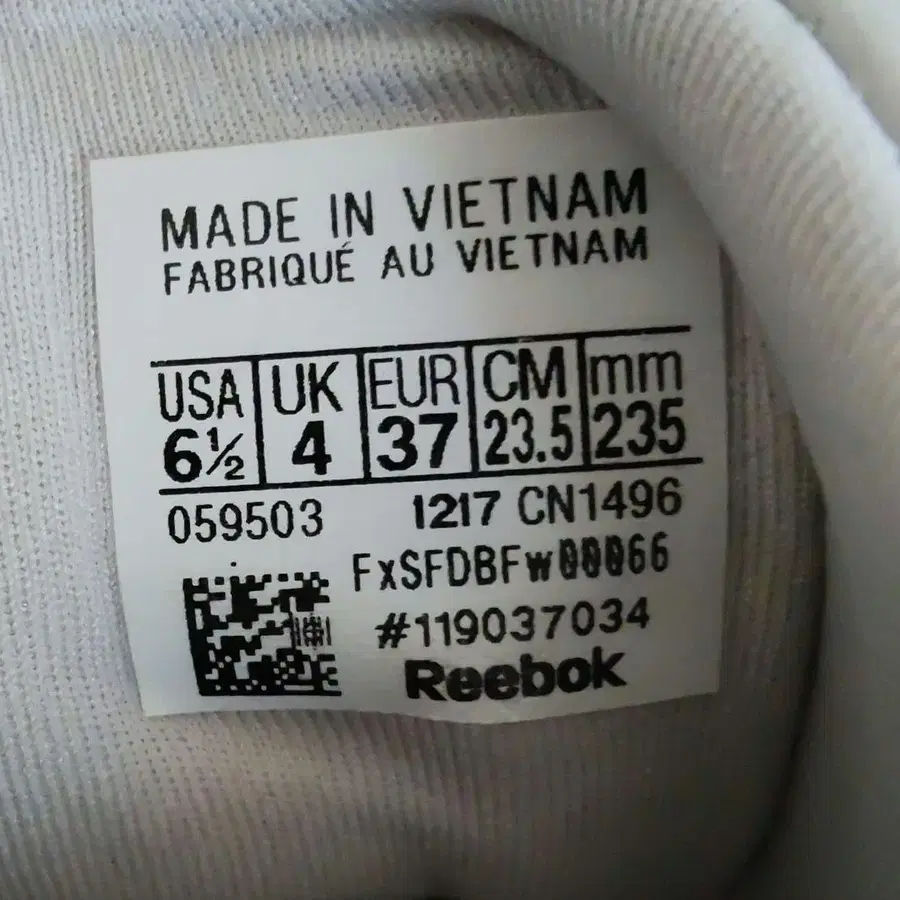 MADE IN VIETNAM
FABRIQUÉ AU VIETNAM
USA UK EUR CM mm
6½ 4 37 23.5 235
059503 1217 CN1496
FxSFDBFw00066
#119037034
Reebok